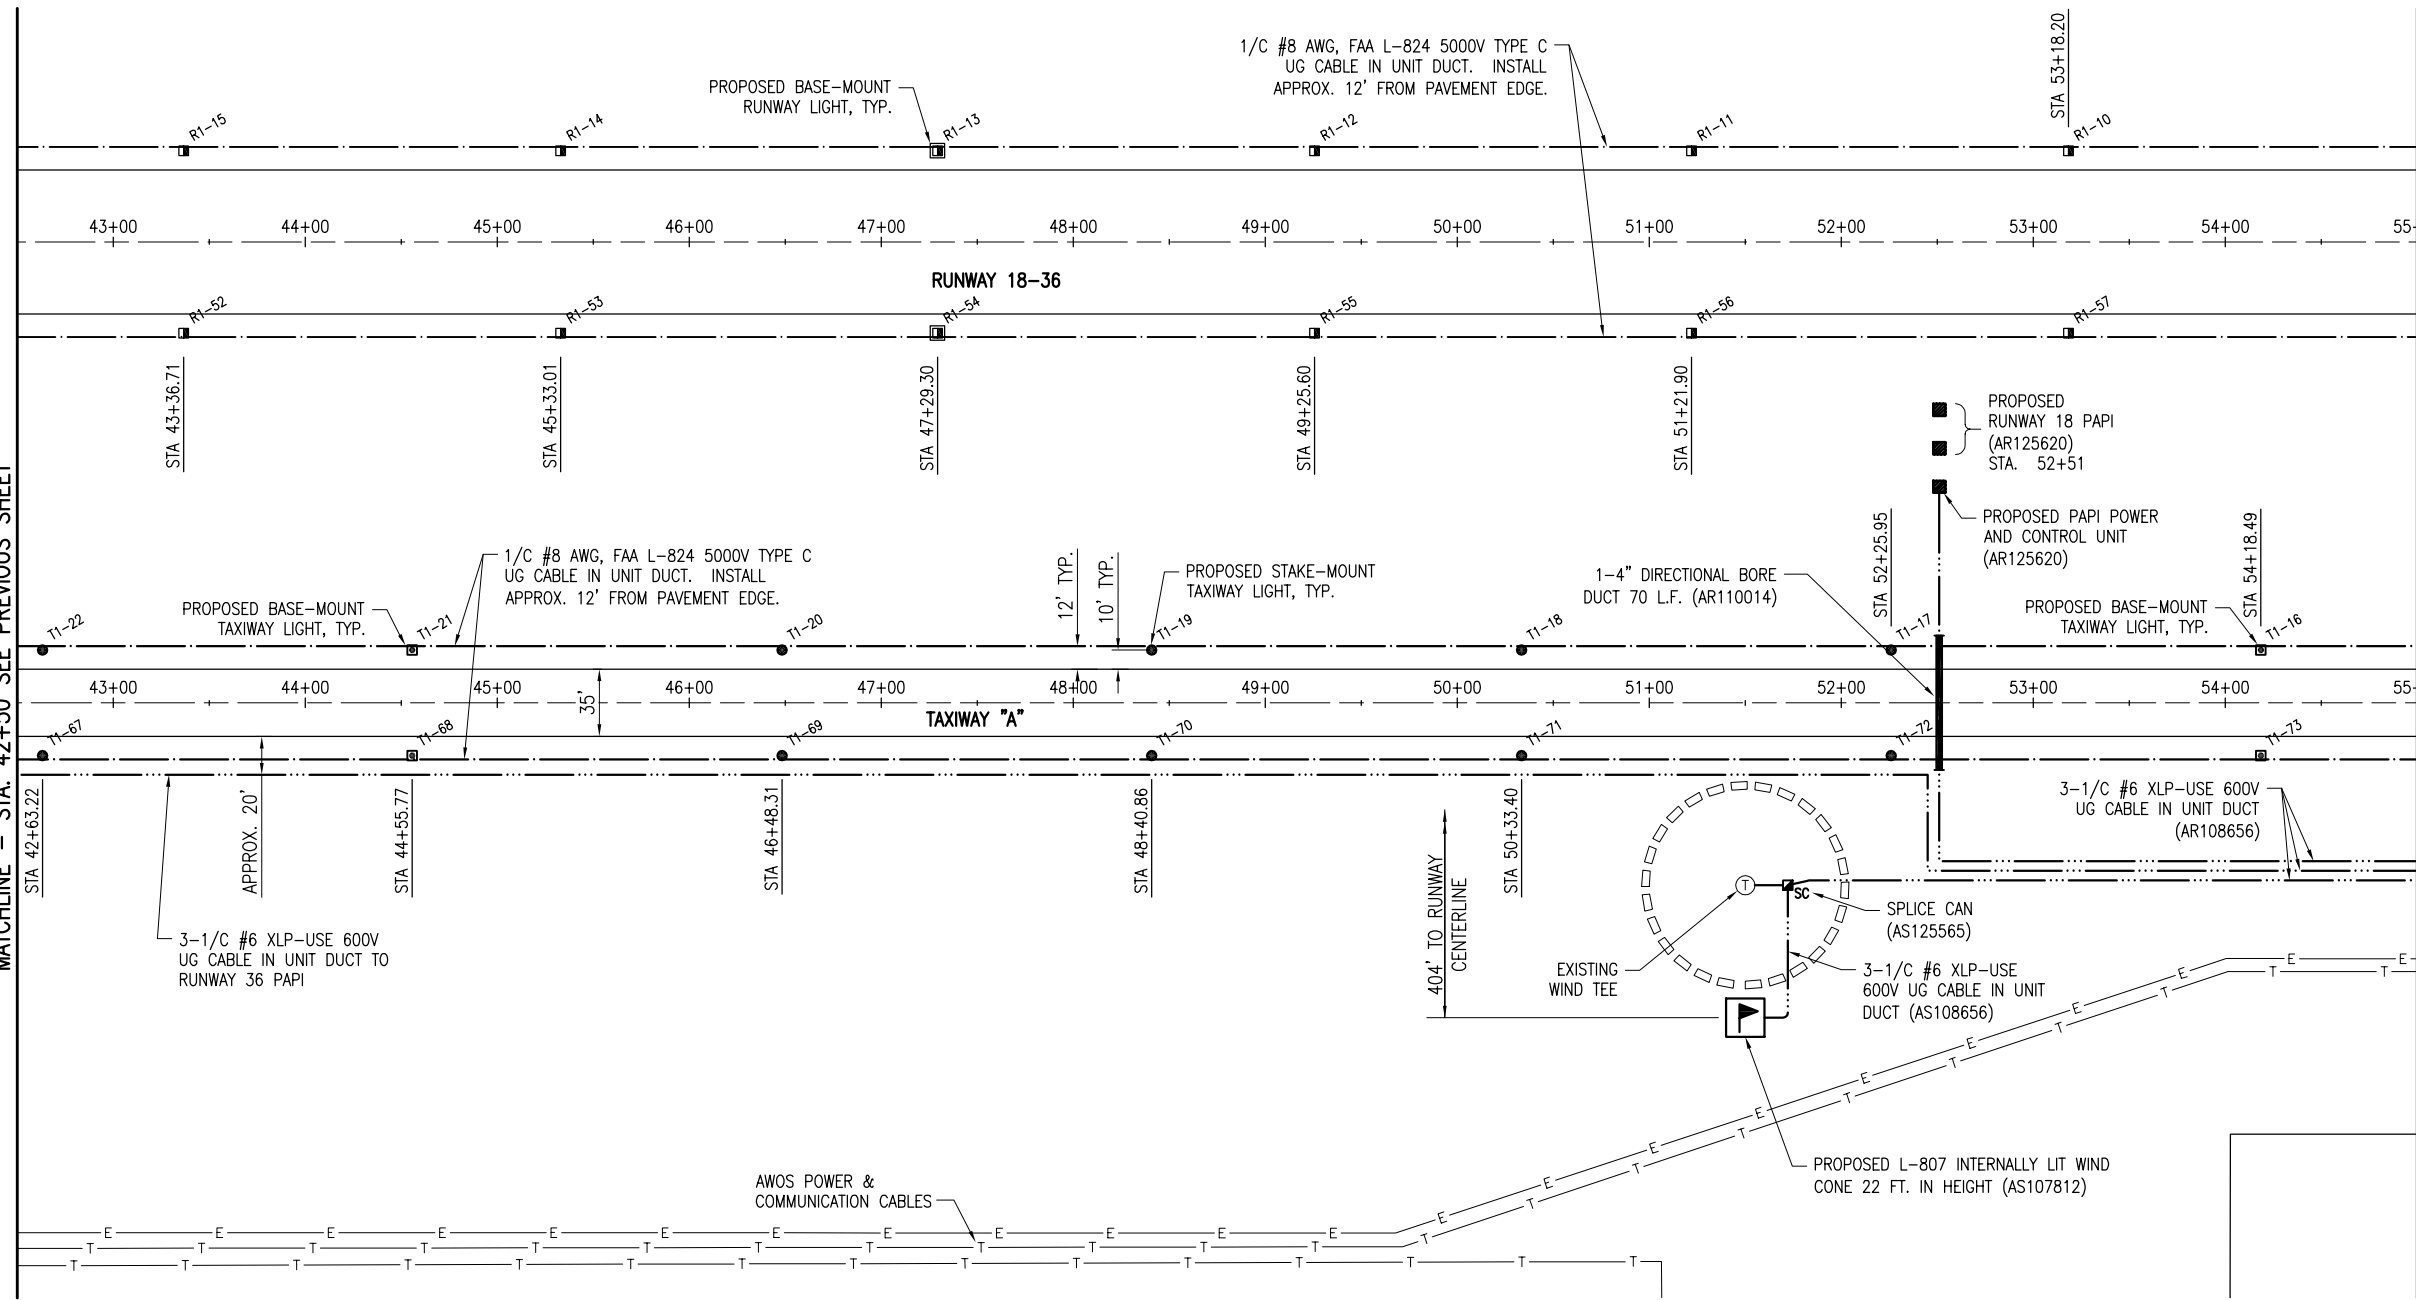 STA 53+18.20
1/C #8 AWG, FAA L-824 5000V TYPE C
UG CABLE IN UNIT DUCT. INSTALL
APPROX. 12' FROM PAVEMENT EDGE.
PROPOSED BASE-MOUNT
RUNWAY LIGHT, TYP.
R1-15
R1-14
R1-13
R1-12
R1-11
R1-10
43+00
44+00
45+00
46+00
47+00
48+00
49+00
50+00
51+00
52+00
53+00
54+00
55-
RUNWAY 18-36
R1-52
R1-53
R1-54
R1-55
R1-56
R1-57
STA 43+36.71
STA 45+33.01
STA 47+29.30
STA 49+25.60
STA 51+21.90
PROPOSED
RUNWAY 18 PAPI
(AR125620)
STA. 52+51
PROPOSED PAPI POWER
AND CONTROL UNIT
(AR125620)
MATCHLINE - STA. 42+50 SEE PREVIOUS SHEET
1/C #8 AWG, FAA L-824 5000V TYPE C
UG CABLE IN UNIT DUCT. INSTALL
APPROX. 12' FROM PAVEMENT EDGE.
PROPOSED BASE-MOUNT
TAXIWAY LIGHT, TYP.
12' TYP.
10' TYP.
PROPOSED STAKE-MOUNT
TAXIWAY LIGHT, TYP.
1-4" DIRECTIONAL BORE
DUCT 70 L.F. (AR110014)
STA 52+25.95
PROPOSED BASE-MOUNT
TAXIWAY LIGHT, TYP.
STA 54+18.49
T1-22
T1-21
T1-20
T1-19
T1-18
T1-17
T1-16
43+00
44+00
45+00
46+00
47+00
48+00
49+00
50+00
51+00
52+00
53+00
54+00
55-
35'
TAXIWAY "A"
T1-67
T1-68
T1-69
T1-70
T1-71
T1-72
T1-73
STA 42+63.22
APPROX. 20'
STA 44+55.77
STA 46+48.31
STA 48+40.86
STA 50+33.40
3-1/C #6 XLP-USE 600V
UG CABLE IN UNIT DUCT
(AR108656)
404' TO RUNWAY
CENTERLINE
T
SC
SPLICE CAN
(AS125565)
3-1/C #6 XLP-USE 600V
UG CABLE IN UNIT DUCT TO
RUNWAY 36 PAPI
EXISTING
WIND TEE
3-1/C #6 XLP-USE
600V UG CABLE IN UNIT
DUCT (AS108656)
E E E E E E E E E
T T T T T T T T T
PROPOSED L-807 INTERNALLY LIT WIND
CONE 22 FT. IN HEIGHT (AS107812)
AWOS POWER &
COMMUNICATION CABLES
E E E E E E E E E E E E
T T T T T T T T T T T T
T T T T T T T T T T T T T T T